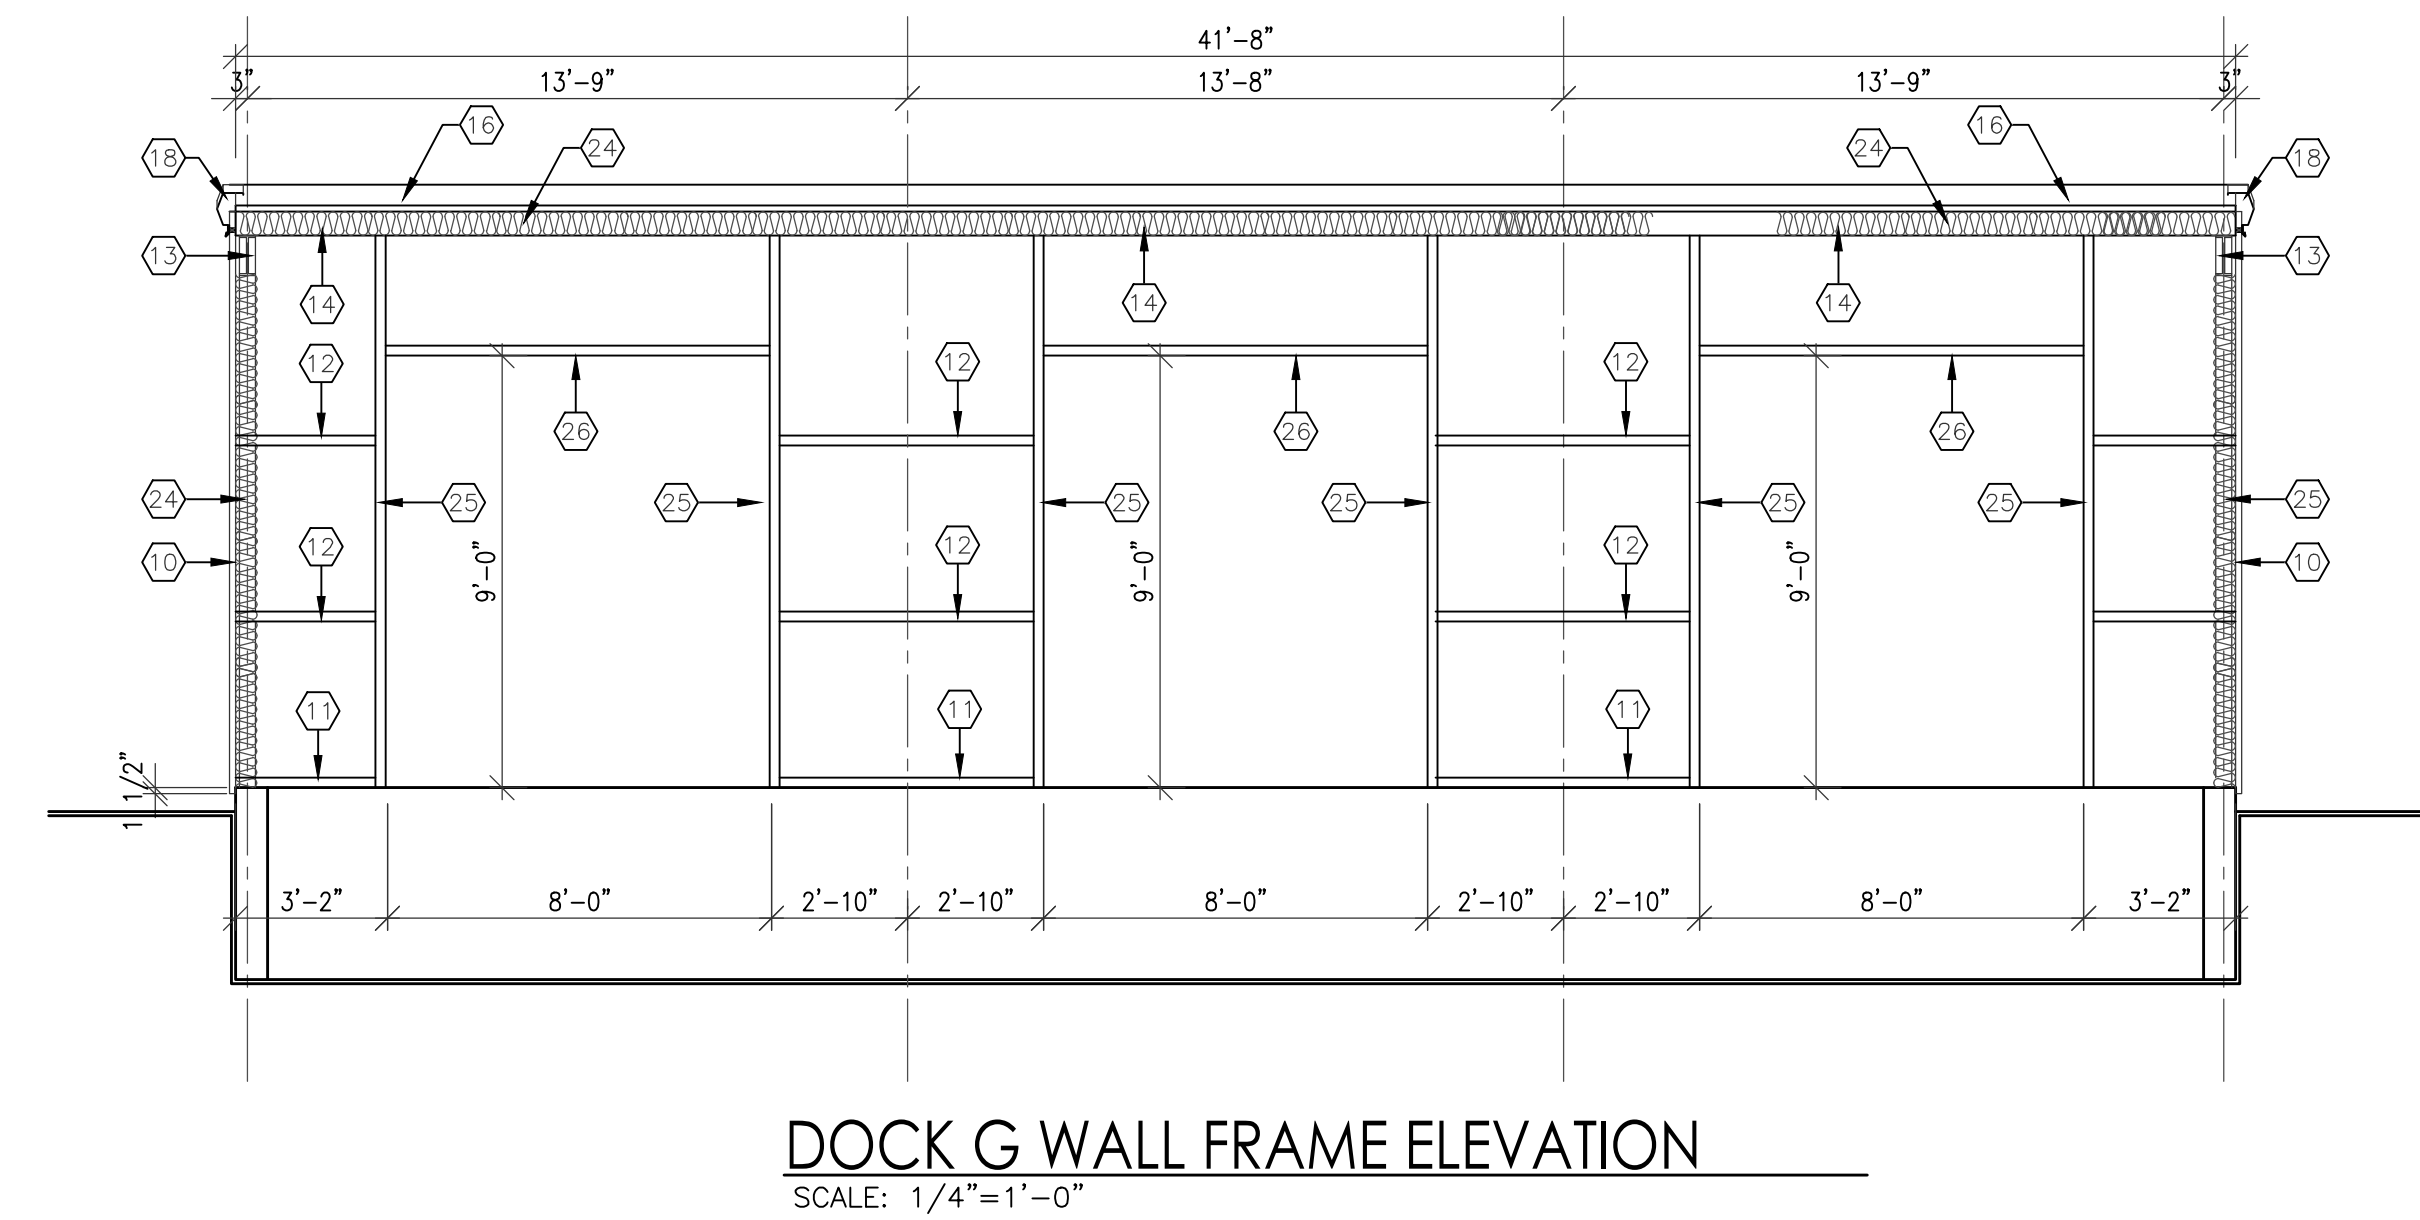 41'-8"
3" 13'-9" 13'-8" 13'-9" 3"
16 16
18 24 24 18
13 13
14 14 14
12 12 12
26 26 26
24 25 25 25 25 25 25 25
12 12 12
10 10
9'-0" 9'-0" 9'-0"
11 11 11
1 1/2"
3'-2" 8'-0" 2'-10" 2'-10" 8'-0" 2'-10" 2'-10" 8'-0" 3'-2"
DOCK G WALL FRAME ELEVATION
SCALE: 1/4"=1'-0"